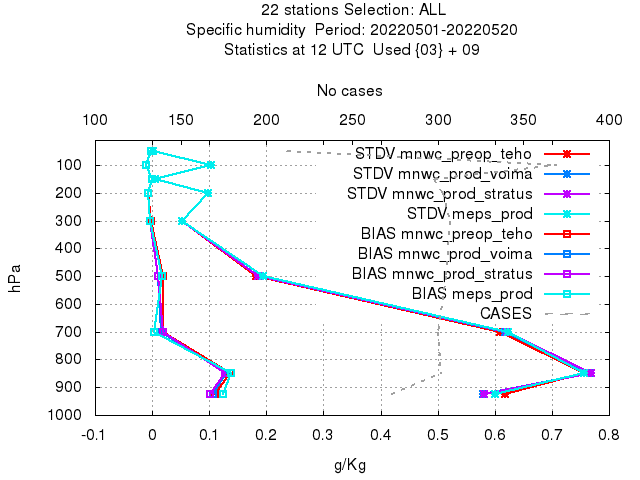 22 stations Selection: ALL
Specific humidity  Period: 20220501-20220520
Statistics at 12 UTC  Used {03} + 09
No cases
100 150 200 260 300 340 400
STDV mnwc_preop_teho
STDV mnwc_prod_voima
STDV mnwc_prod_stratus
STDV meps_prod
BIAS mnwc_preop_teho
BIAS mnwc_prod_voima
BIAS mnwc_prod_stratus
BIAS meps_prod
CASES
hPa
100
200
300
400
500
600
700
800
900
1000
-0.1 0 0.1 0.2 0.3 0.4 0.5 0.6 0.7 0.8
g/Kg